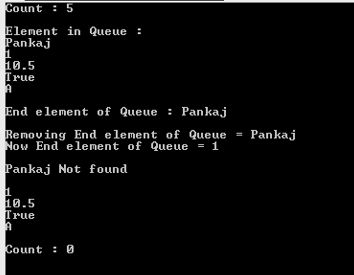 Count : 5
Element in Queue :
Pankaj
1
10.5
True
A
End element of Queue : Pankaj
Removing End element of Queue = Pankaj
Now End element of Queue = 1
Pankaj Not found
1
10.5
True
A
Count : 0